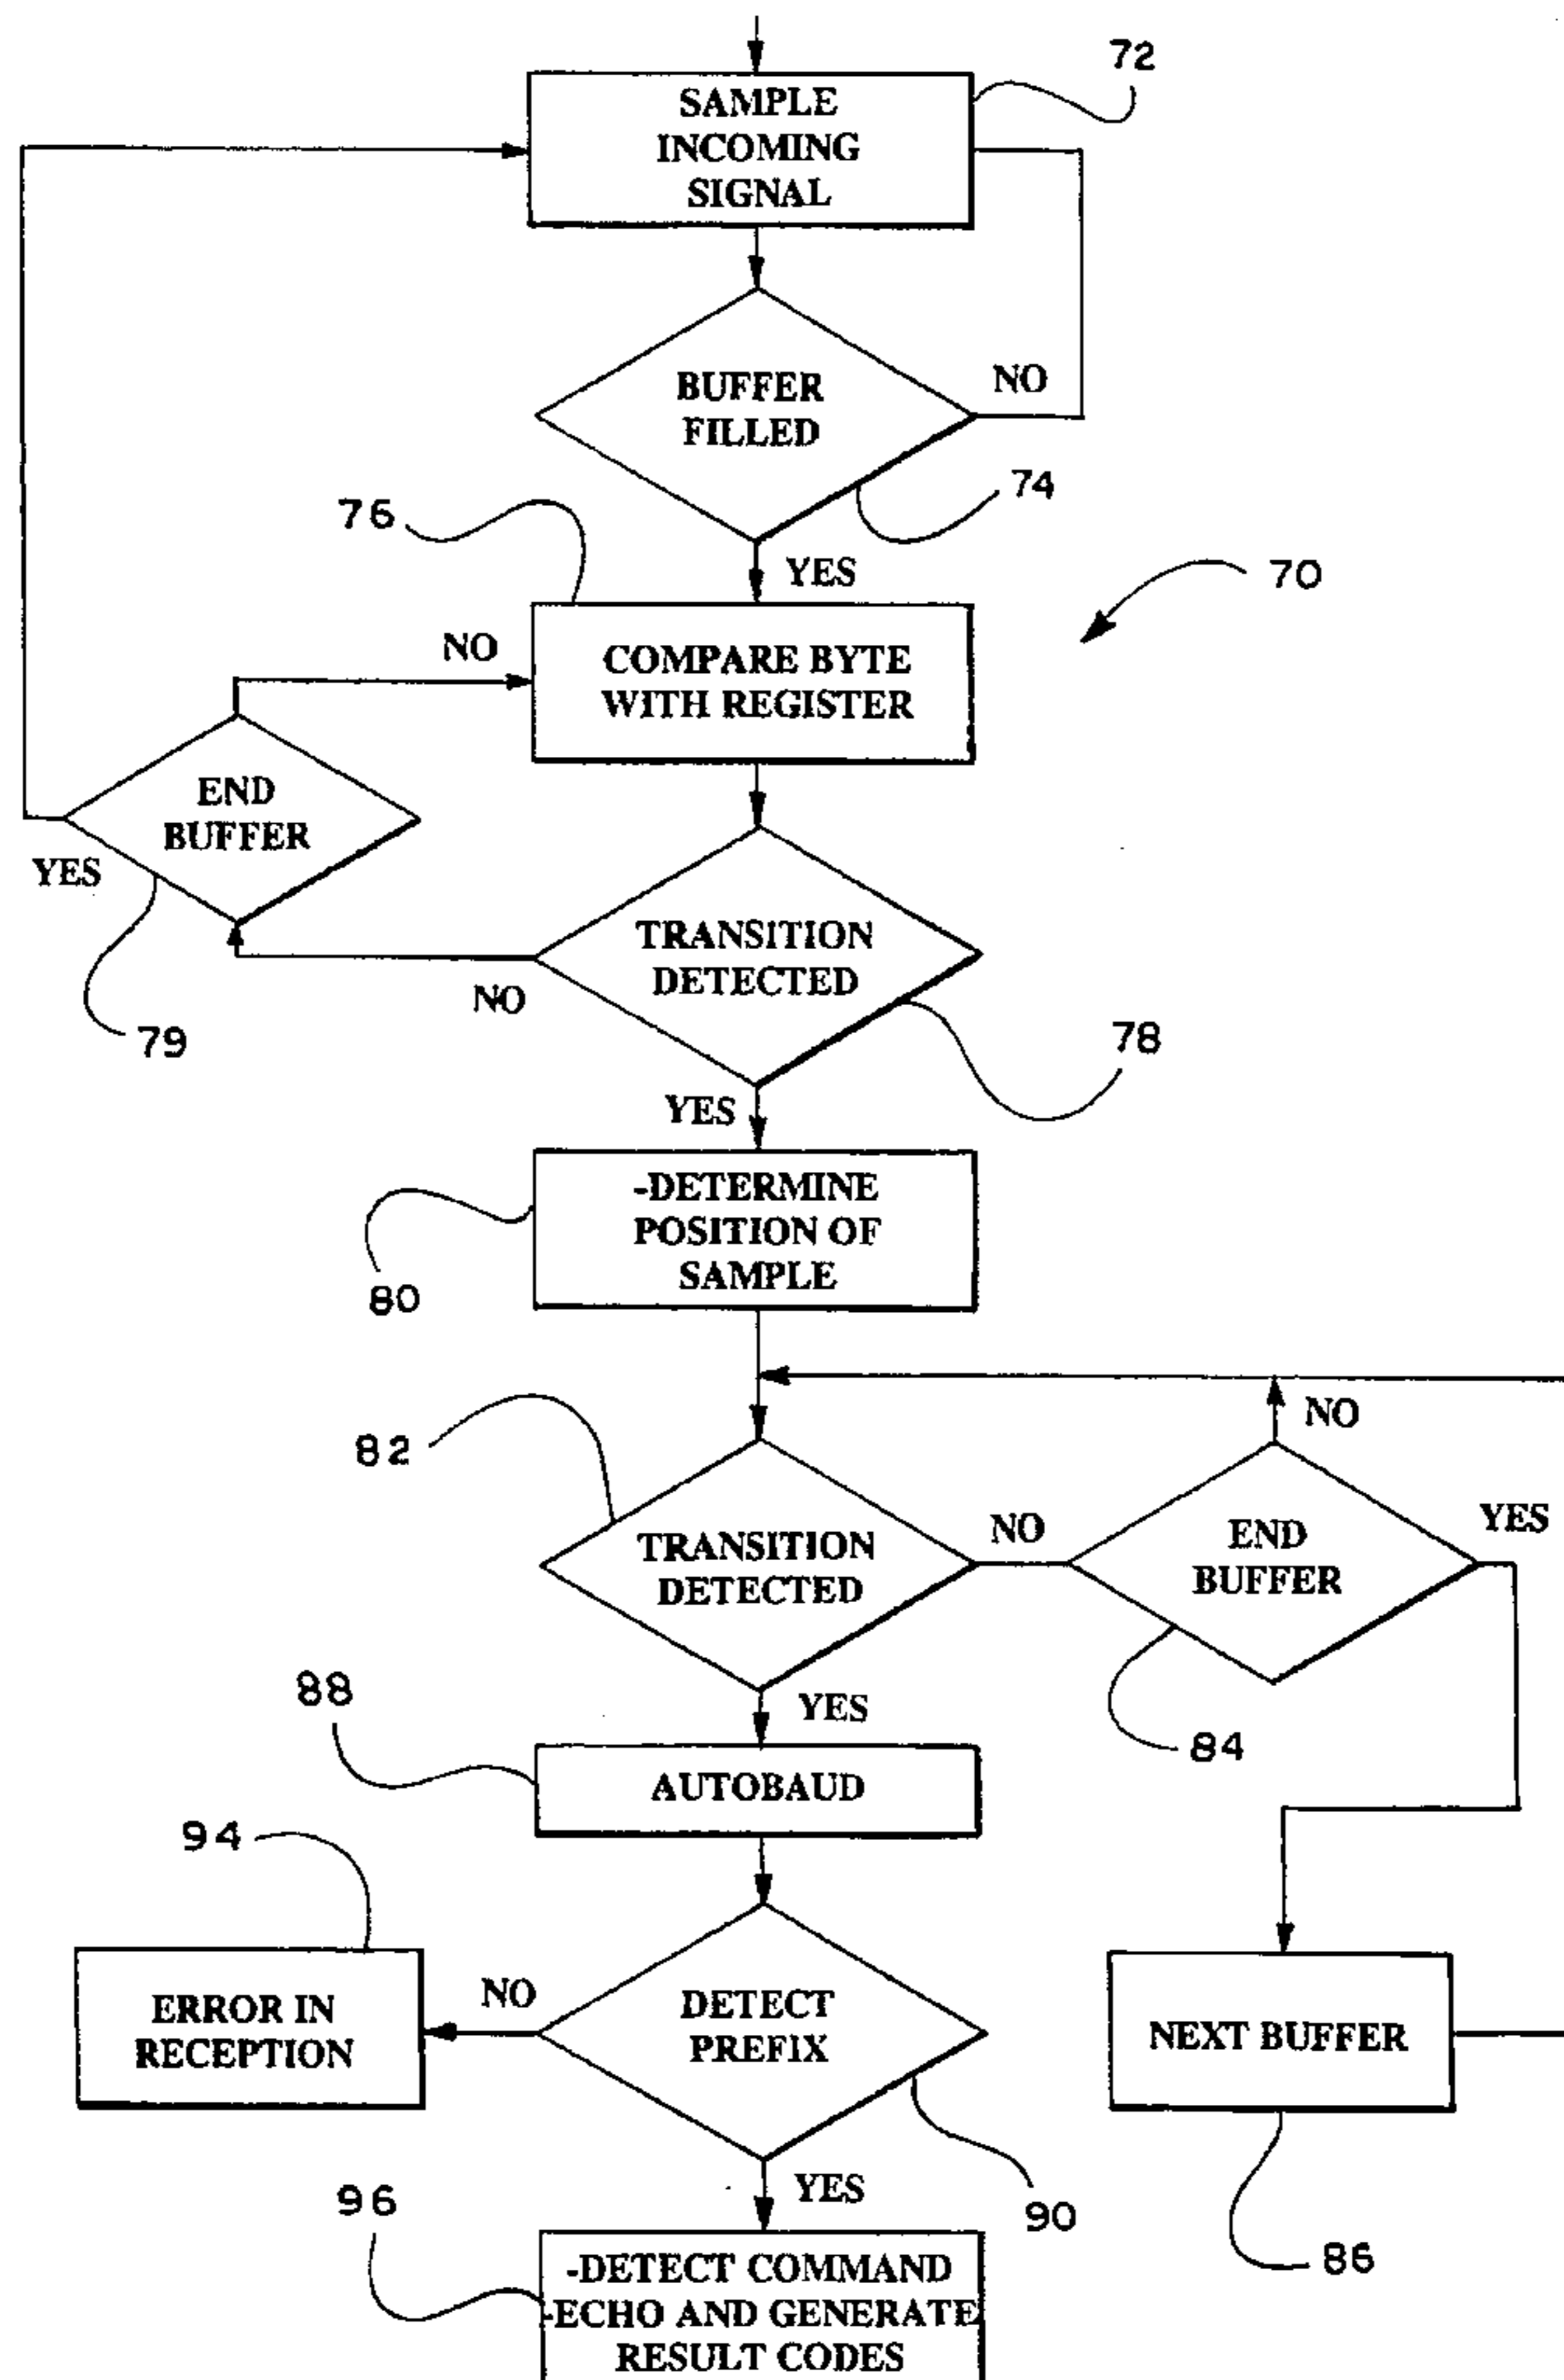 72
SAMPLE
INCOMING
SIGNAL
BUFFER
FILLED
NO
74
76
YES
70
NO
COMPARE BYTE
WITH REGISTER
END
BUFFER
YES
TRANSITION
DETECTED
NO
79
78
YES
-DETERMINE
POSITION OF
SAMPLE
80
NO
82
TRANSITION
DETECTED
NO
END
BUFFER
YES
88
YES
84
AUTOBAUD
94
ERROR IN
RECEPTION
NO
DETECT
PREFIX
NEXT BUFFER
96
YES
90
86
-DETECT COMMAND
-ECHO AND GENERATE
RESULT CODES